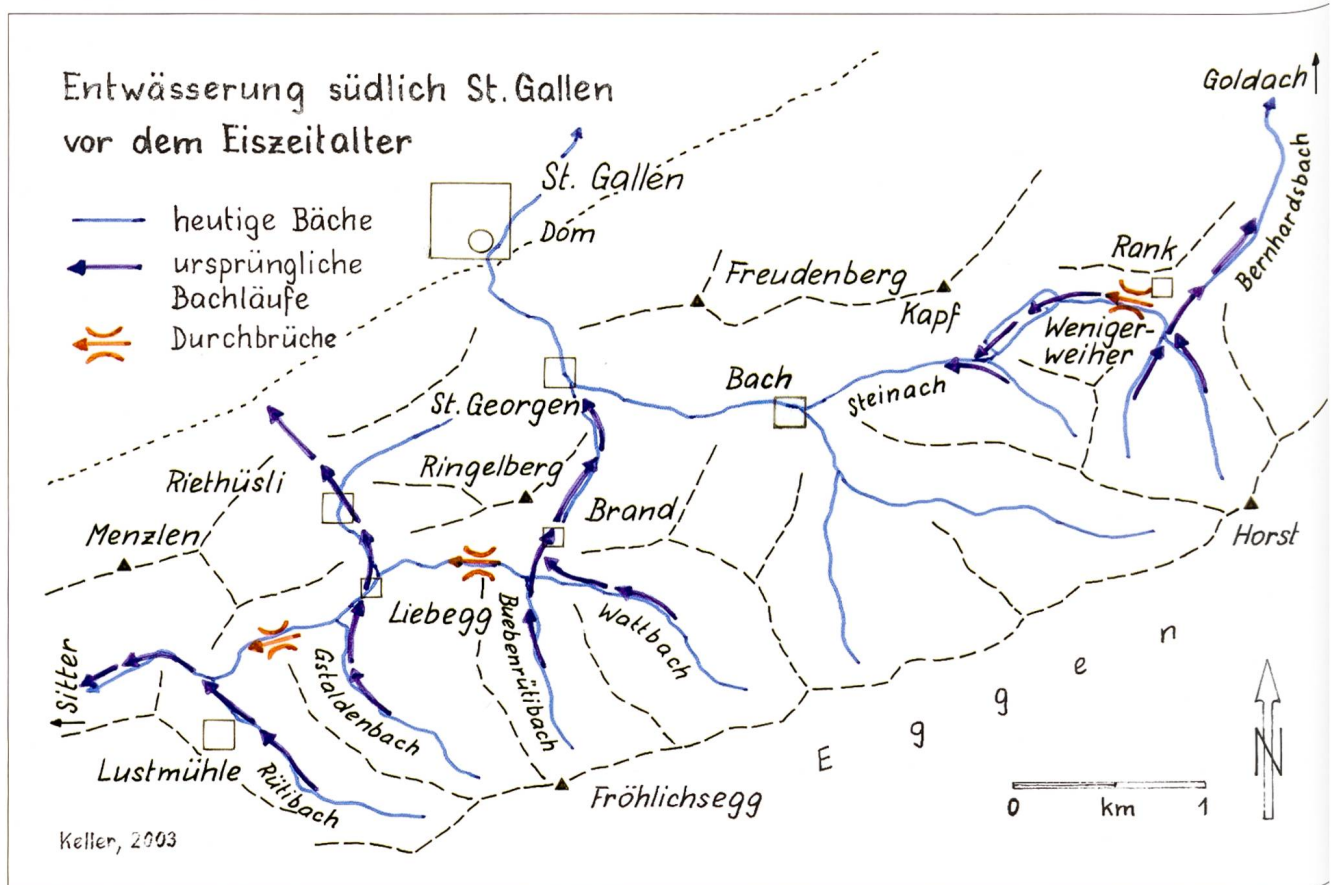 Entwässerung südlich St. Gallen
vor dem Eiszeitalter
heutige Bäche
ursprüngliche
Bachläufe
Durchbrüche
Goldach
Bernhardsbach
St. Gallen
Dom
Rank
Freudenberg
Kapf
Weniger-
weiher
Bach
Steinach
St. Georgen
Riethüsli
Ringelberg
Brand
Menzlen
Horst
Liebegg
Buebenrütibach
Wattbach
Sitter
Gstaldenbach
Lustmühle
Rütibach
Fröhlichsegg
E g g e n
N
0 km 1
Keller, 2003